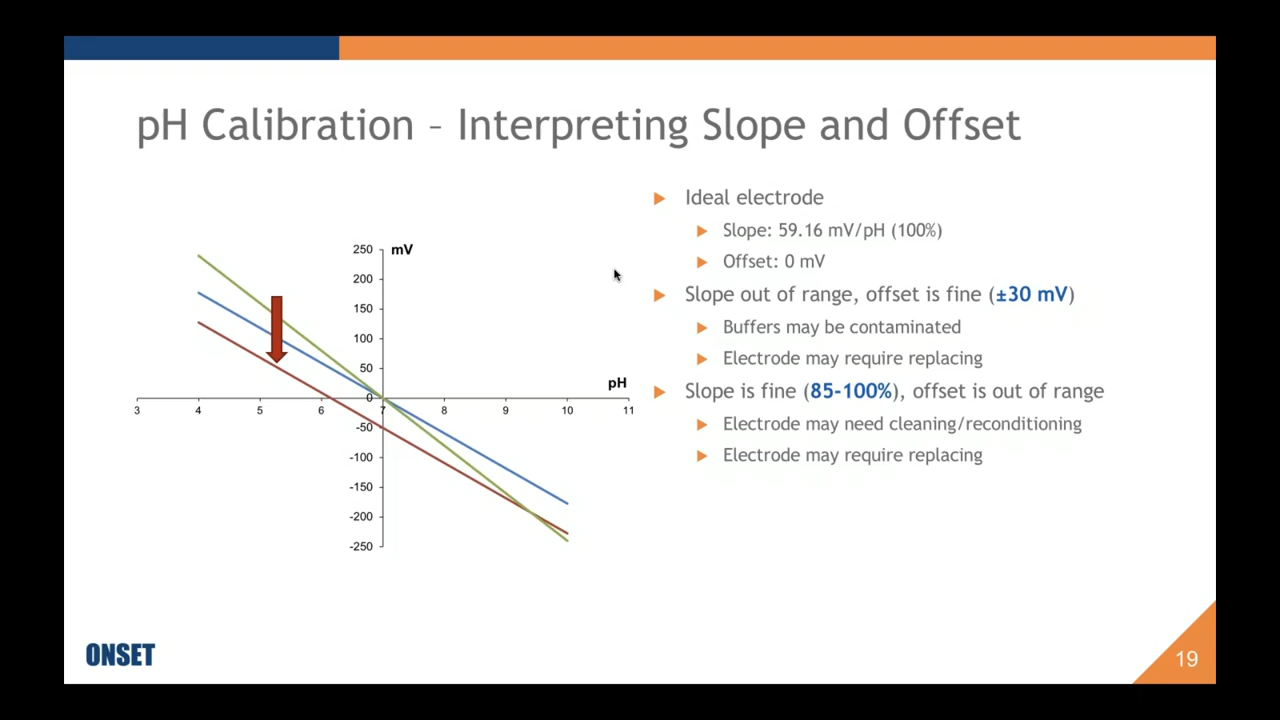 pH Calibration – Interpreting Slope and Offset
mV
250
200
150
100
50
0
-50
-100
-150
-200
-250
pH
3 4 5 6 7 8 9 10 11
Ideal electrode
Slope: 59.16 mV/pH (100%)
Offset: 0 mV
Slope out of range, offset is fine (±30 mV)
Buffers may be contaminated
Electrode may require replacing
Slope is fine (85-100%), offset is out of range
Electrode may need cleaning/reconditioning
Electrode may require replacing
ONSET
19